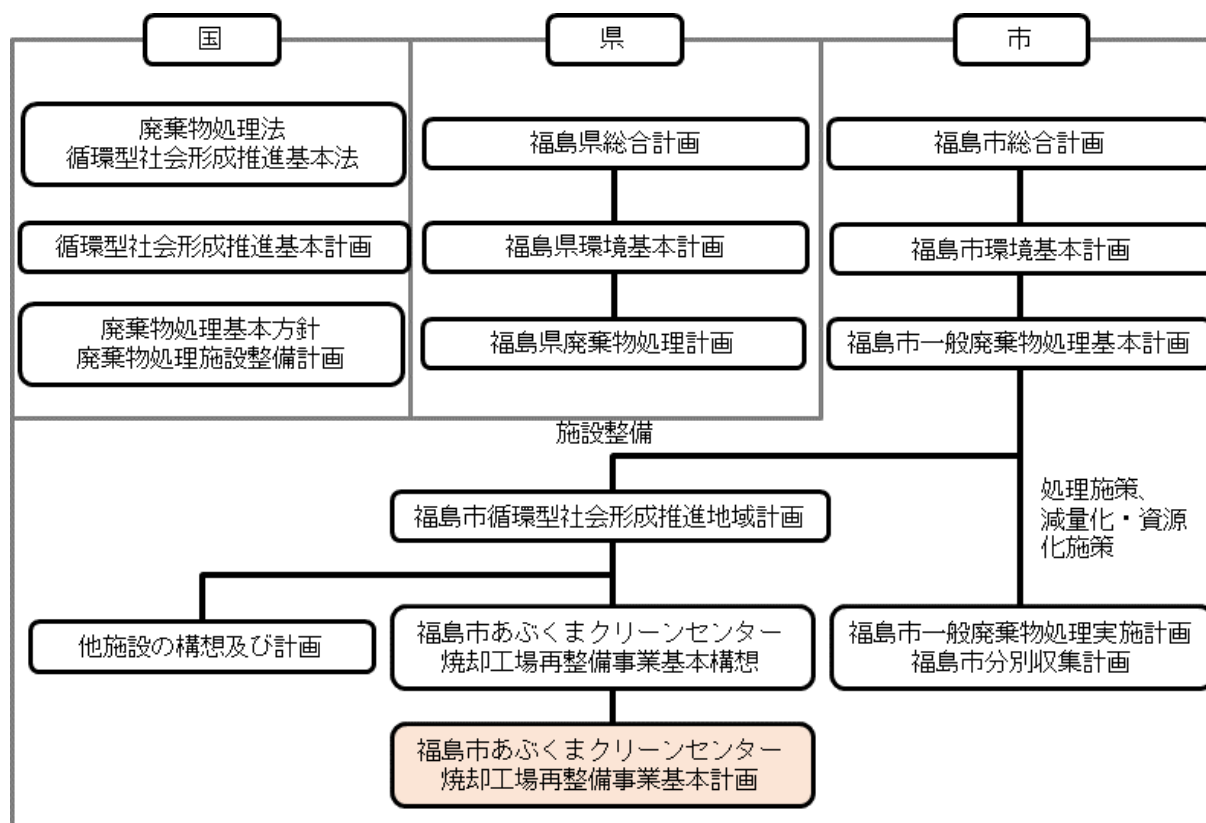 国
県
市
廃棄物処理法
循環型社会形成推進基本法
循環型社会形成推進基本計画
廃棄物処理基本方針
廃棄物処理施設整備計画
福島県総合計画
福島県環境基本計画
福島県廃棄物処理計画
福島市総合計画
福島市環境基本計画
福島市一般廃棄物処理基本計画
施設整備
処理施策、
減量化・資源
化施策
福島市循環型社会形成推進地域計画
他施設の構想及び計画
福島市あぶくまクリーンセンター
焼却工場再整備事業基本構想
福島市一般廃棄物処理実施計画
福島市分別収集計画
福島市あぶくまクリーンセンター
焼却工場再整備事業基本計画